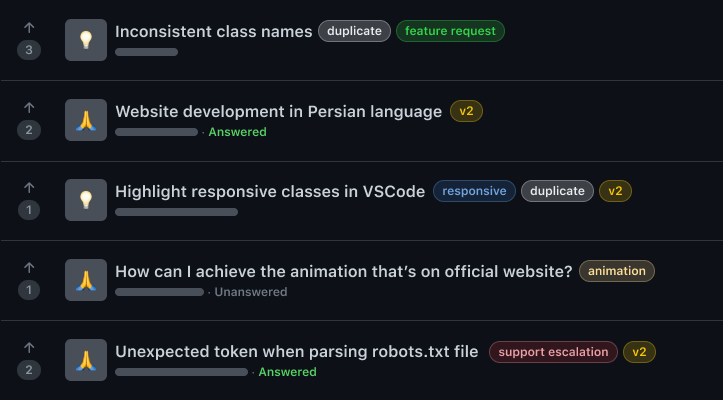 Inconsistent class names duplicate feature request
3
Website development in Persian language v2
2 · Answered
Highlight responsive classes in VSCode responsive duplicate v2
1
How can I achieve the animation that’s on official website? animation
1 · Unanswered
Unexpected token when parsing robots.txt file support escalation v2
2 · Answered